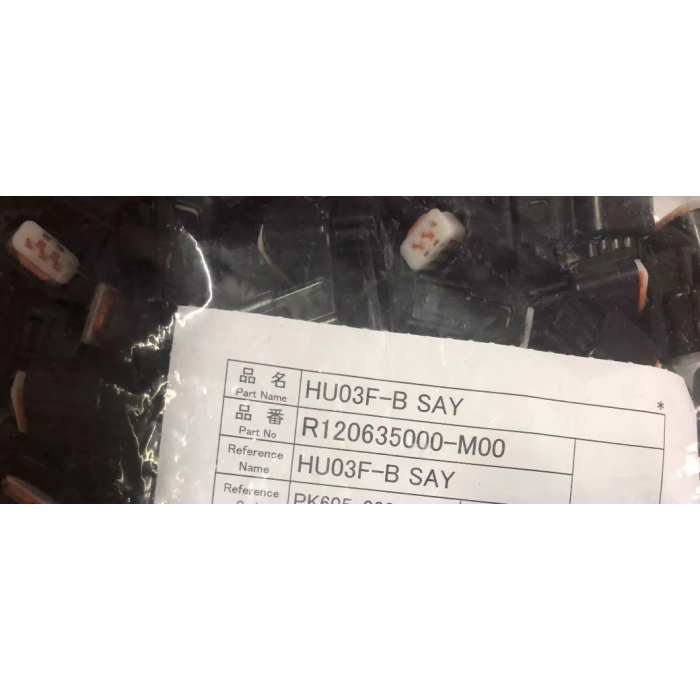 品名 HU03F-B SAY *
Part Name
品番 R120635000-M00
Part No
Reference HU03F-B SAY
Name
Reference